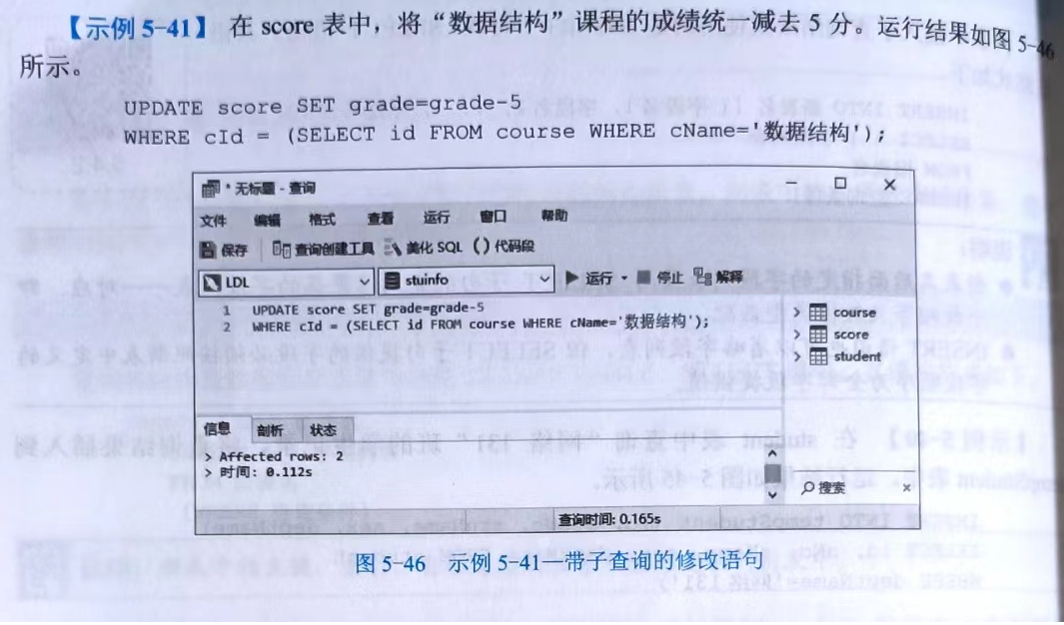 【示例 5-41】 在 score 表中，将“数据结构”课程的成绩统一减去 5 分。运行结果如图 5-46
所示。
UPDATE score SET grade=grade-5
WHERE cId = (SELECT id FROM course WHERE cName='数据结构');
* 无标题 - 查询
文件 编辑 格式 查看 运行 窗口 帮助
保存 查询创建工具 美化 SQL () 代码段
LDL stuinfo 运行 停止 解释
1 UPDATE score SET grade=grade-5
2 WHERE cId = (SELECT id FROM course WHERE cName='数据结构');
course
score
student
信息 剖析 状态
> Affected rows: 2
> 时间: 0.112s
搜索
查询时间: 0.165s
图 5-46 示例 5-41—带子查询的修改语句